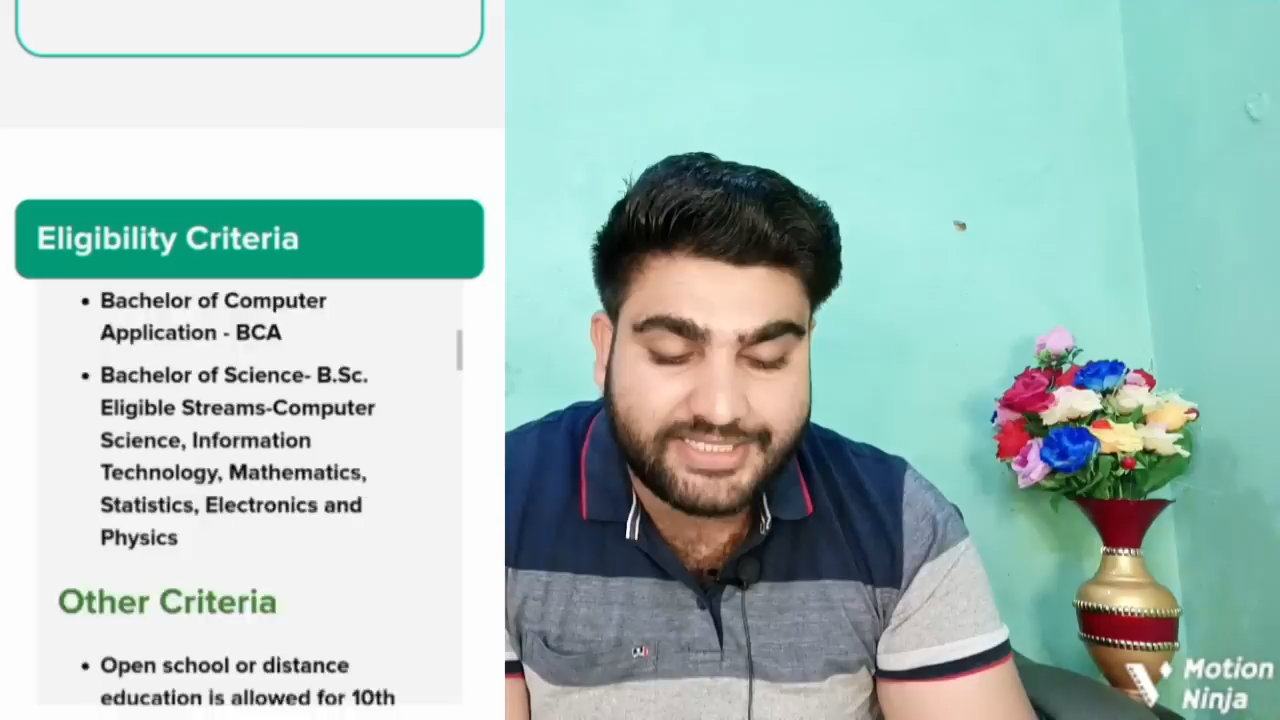 Eligibility Criteria
• Bachelor of Computer
Application - BCA
• Bachelor of Science- B.Sc.
Eligible Streams-Computer
Science, Information
Technology, Mathematics,
Statistics, Electronics and
Physics
Other Criteria
• Open school or distance
education is allowed for 10th
Motion
Ninja